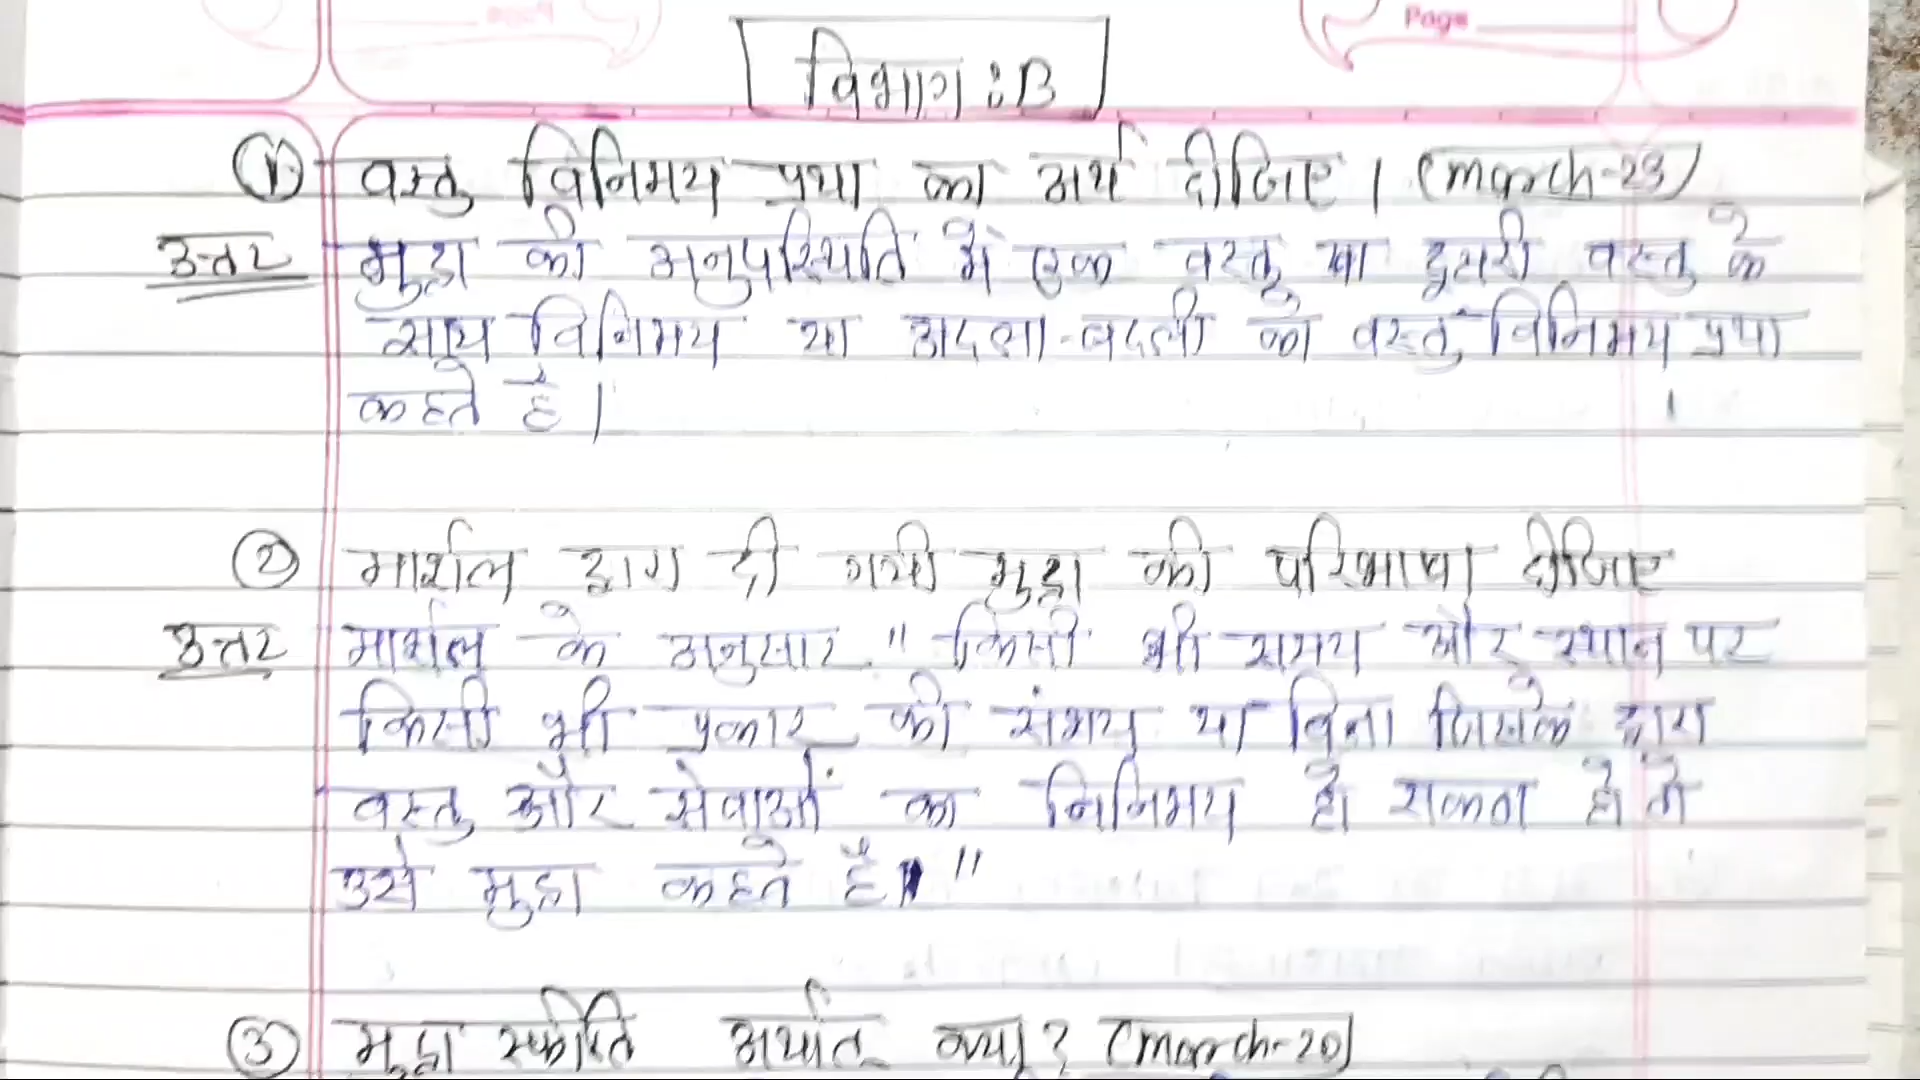 Page
विभाग : B
① वस्तु विनिमय प्रथा का अर्थ दीजिए। (march-23)
उत्तर मुद्रा की अनुपस्थिति में एक वस्तु का दुसरी वस्तु के
साथ विनिमय या अदला-बदली को वस्तु विनिमय प्रथा
कहते है।
② मार्शल द्वारा दी गयी मुद्रा की परिभाषा दीजिए
उत्तर मार्शल के अनुसार " किसी भी समय और स्थान पर
किसी भी प्रकार की संशय या बिना जिसके द्वारा
वस्तु और सेवाओं का विनिमय हो सकता हो तो
उसे मुद्रा कहते है। "
③ मुद्रा स्फीति अर्थात क्या? (march-20)